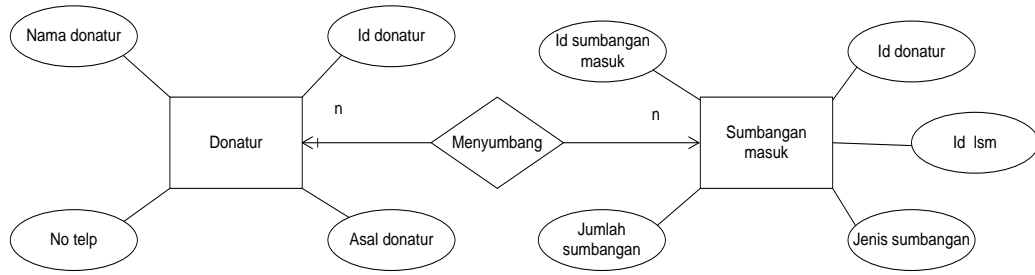 Nama donatur
Id donatur
Id sumbangan
masuk
Id donatur
n
n
Donatur
Menyumbang
Sumbangan
masuk
Id lsm
No telp
Asal donatur
Jumlah
sumbangan
Jenis sumbangan